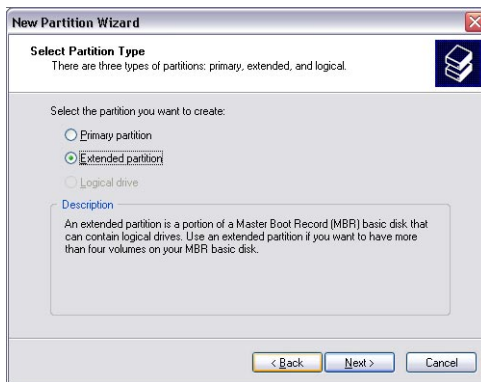 New Partition Wizard
Select Partition Type
There are three types of partitions: primary, extended, and logical.
Select the partition you want to create:
Primary partition
Extended partition
Logical drive
Description
An extended partition is a portion of a Master Boot Record (MBR) basic disk that
can contain logical drives. Use an extended partition if you want to have more
than four volumes on your MBR basic disk.
< Back Next > Cancel